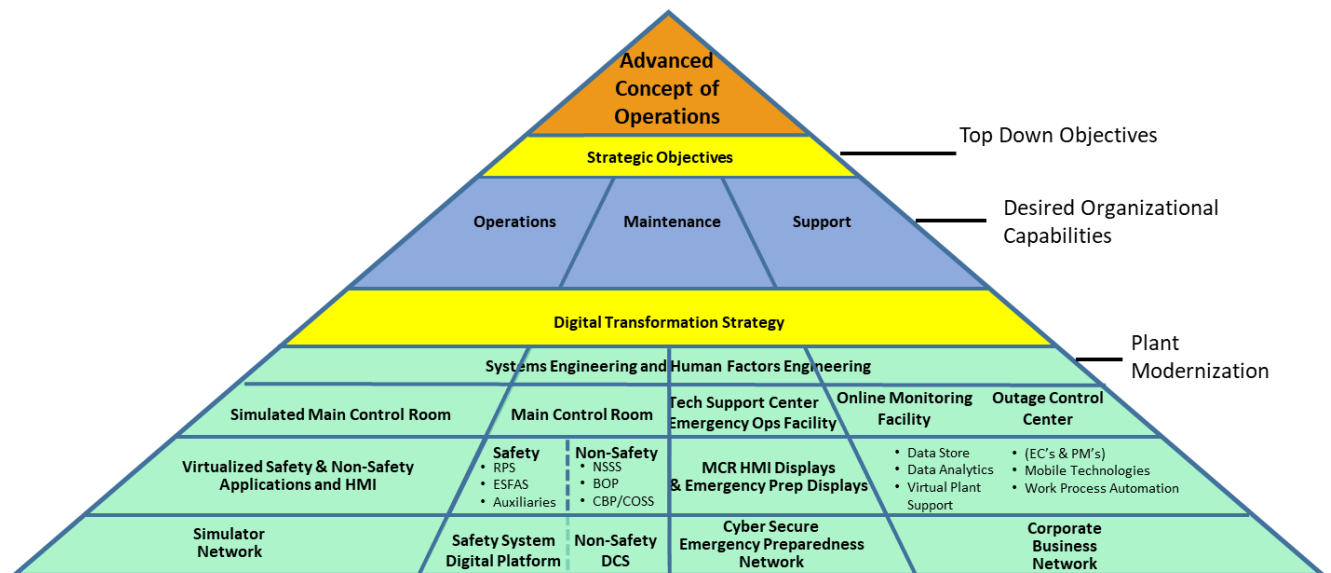 Advanced
Concept of
Operations
Top Down Objectives
Strategic Objectives
Operations
Maintenance
Support
Desired Organizational
Capabilities
Digital Transformation Strategy
Plant
Modernization
Systems Engineering and Human Factors Engineering
Simulated Main Control Room
Main Control Room
Tech Support Center
Emergency Ops Facility
Online Monitoring
Facility
Outage Control
Center
Virtualized Safety & Non-Safety
Applications and HMI
Safety
• RPS
• ESFAS
• Auxiliaries
Non-Safety
• NSSS
• BOP
• CBP/COSS
MCR HMI Displays
& Emergency Prep Displays
• Data Store
• Data Analytics
• Virtual Plant
Support
• (EC's & PM's)
• Mobile Technologies
• Work Process Automation
Simulator
Network
Safety System
Digital Platform
Non-Safety
DCS
Cyber Secure
Emergency Preparedness
Network
Corporate
Business
Network